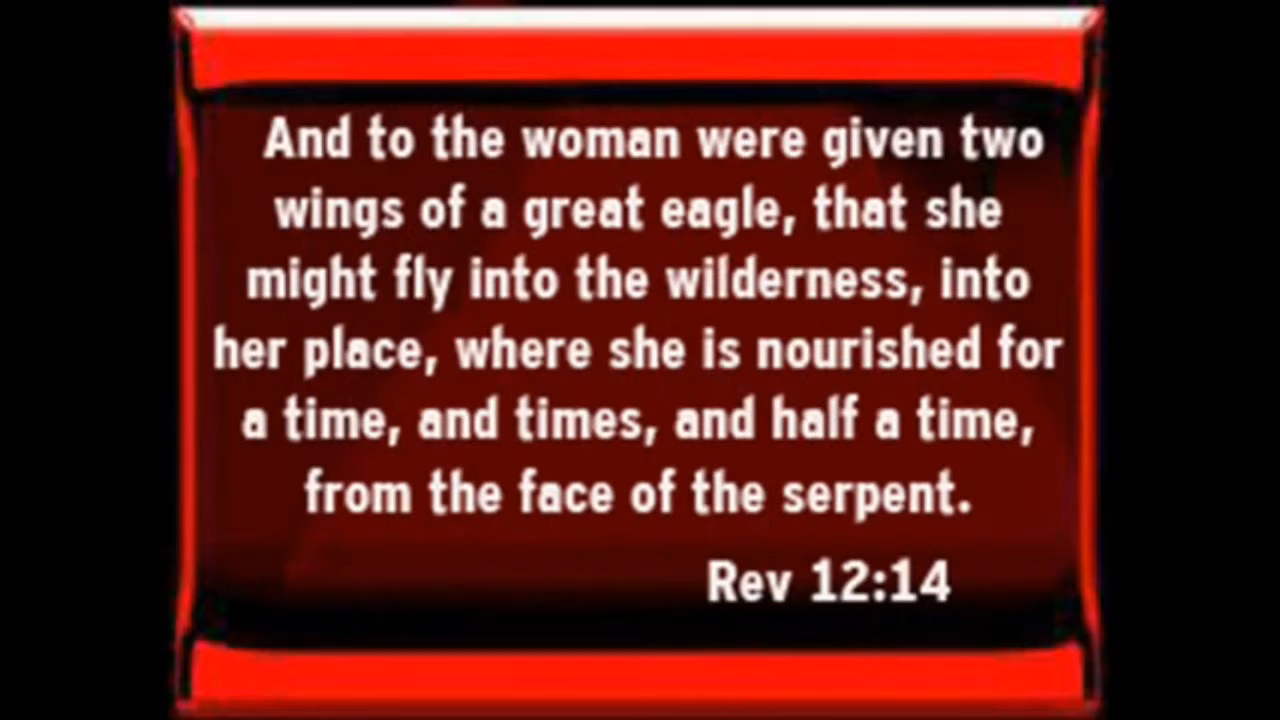 And to the woman were given two
wings of a great eagle, that she
might fly into the wilderness, into
her place, where she is nourished for
a time, and times, and half a time,
from the face of the serpent.
Rev 12:14